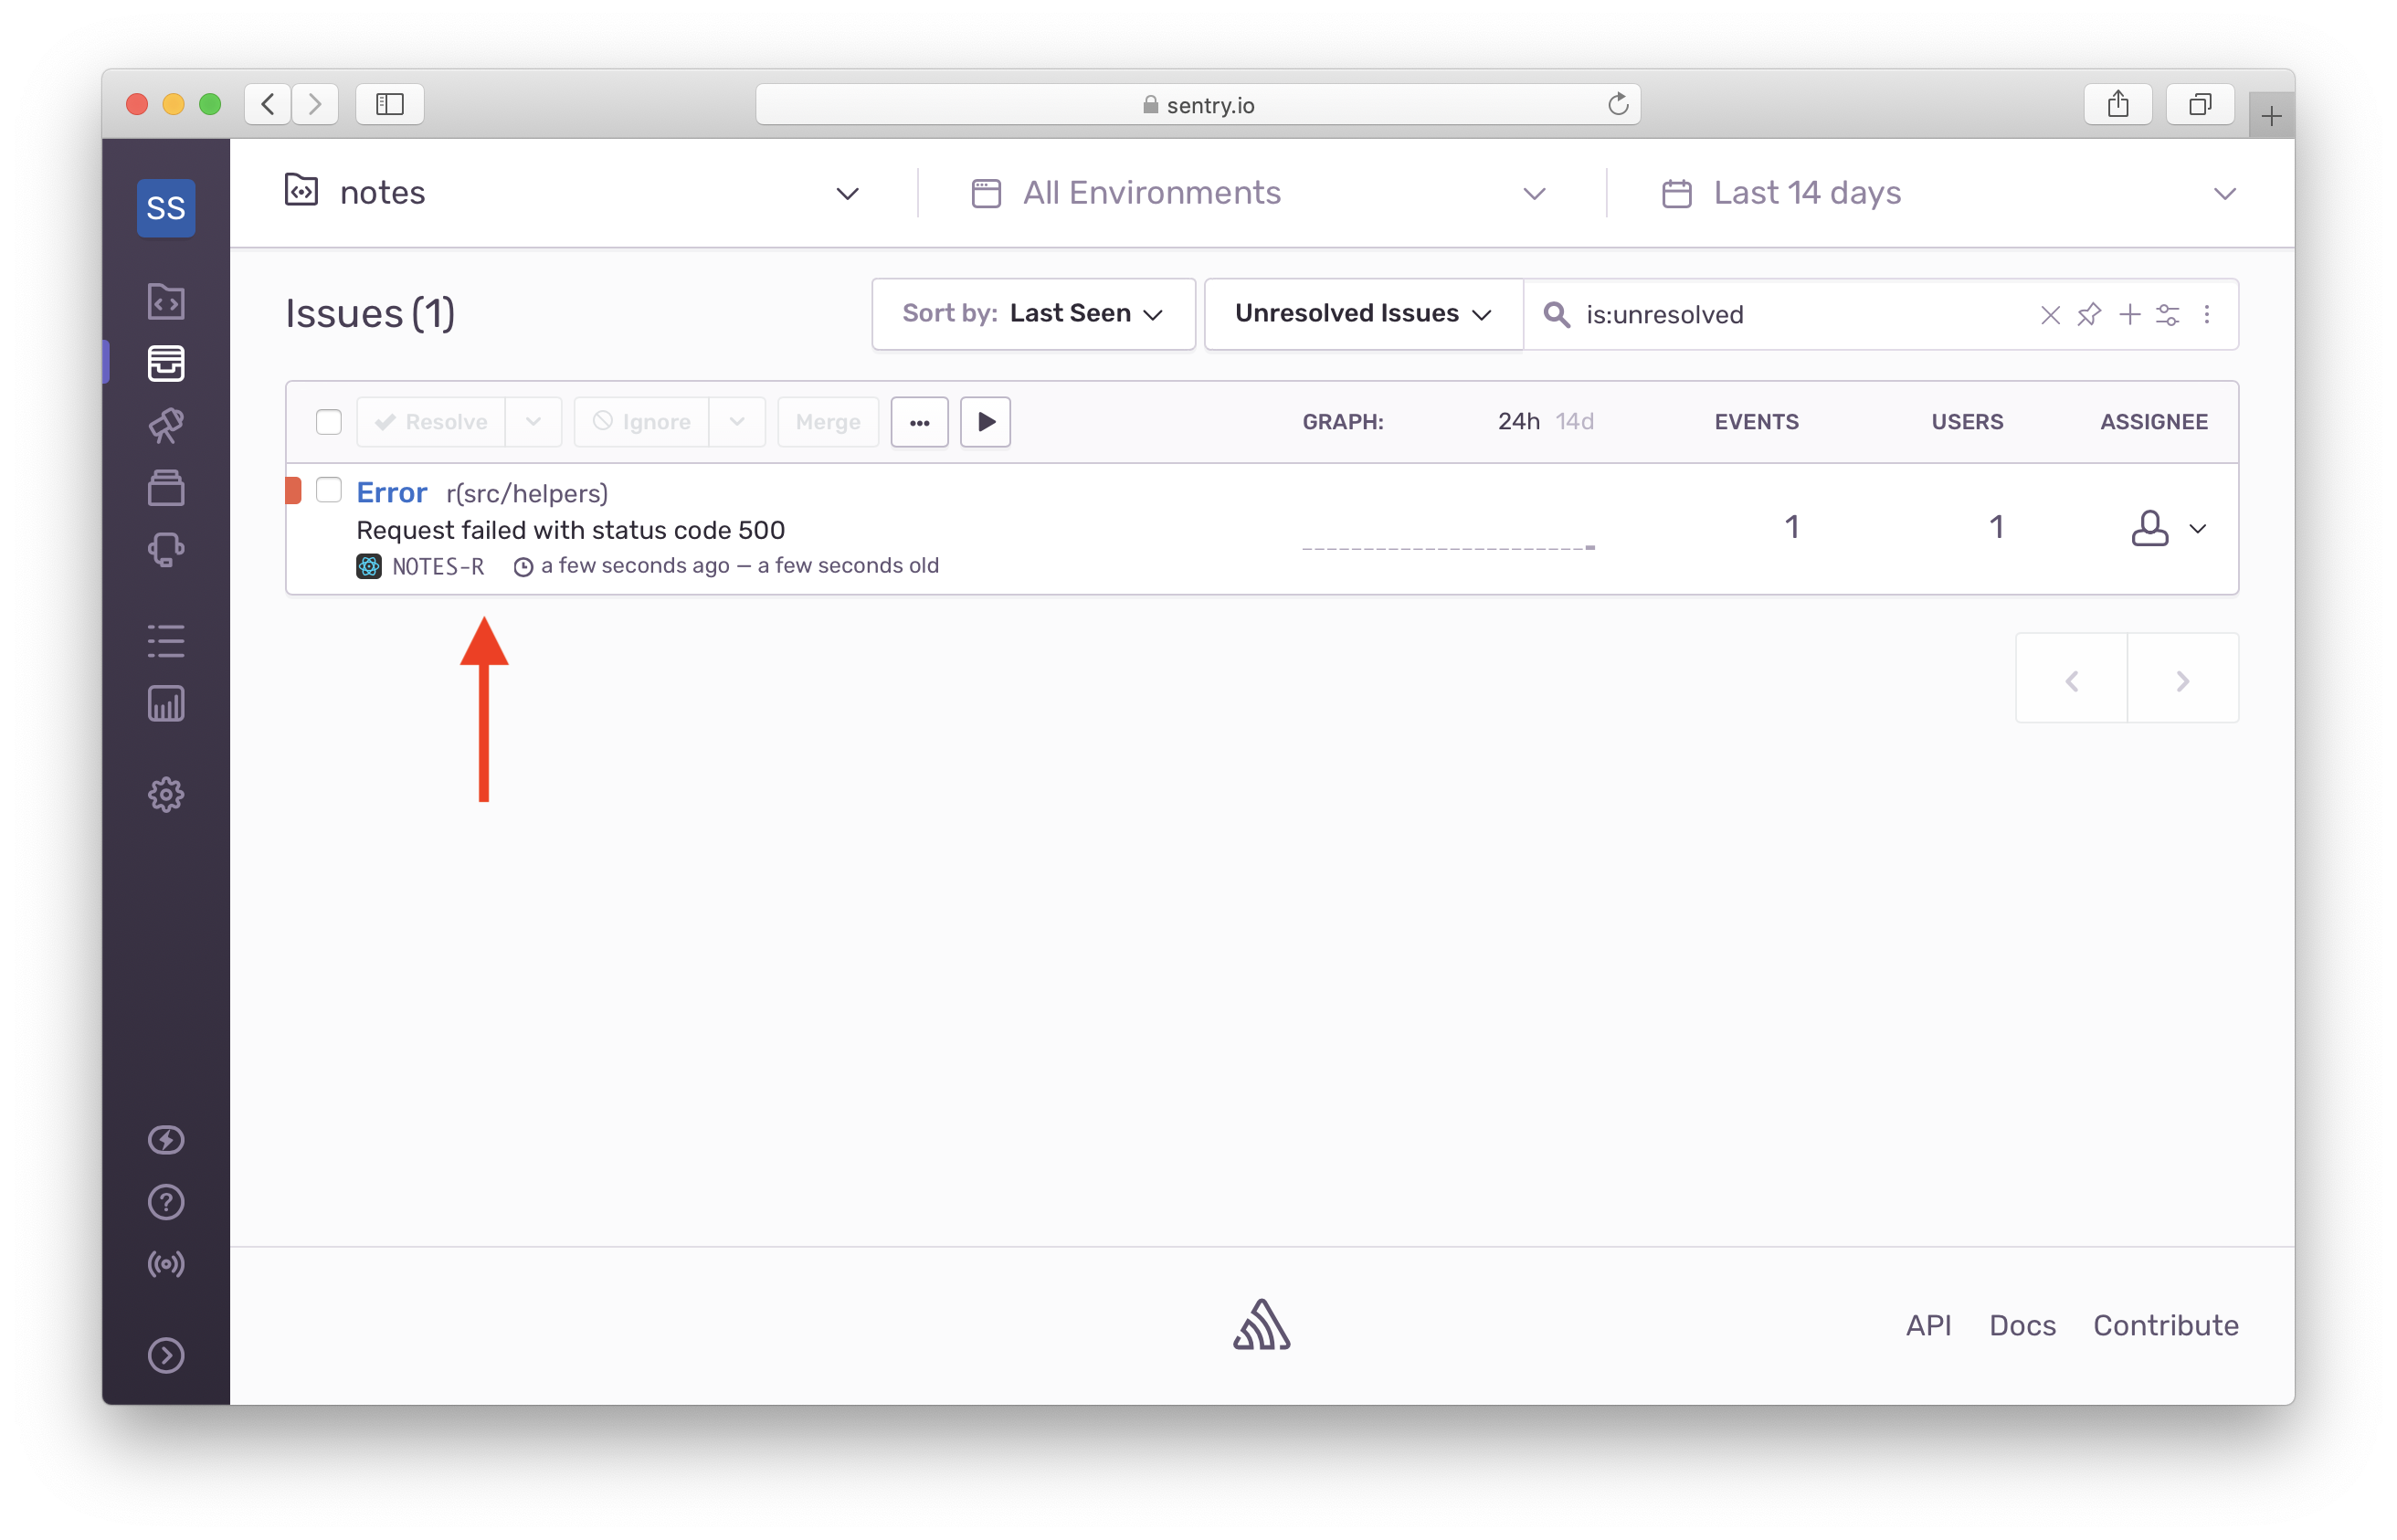 sentry.io
SS
notes
All Environments
Last 14 days
Issues (1)
Sort by: Last Seen
Unresolved Issues
is:unresolved
Resolve
Ignore
Merge
GRAPH:
24h 14d
EVENTS
USERS
ASSIGNEE
Error r(src/helpers)
Request failed with status code 500
1
1
NOTES-R a few seconds ago — a few seconds old
API
Docs
Contribute